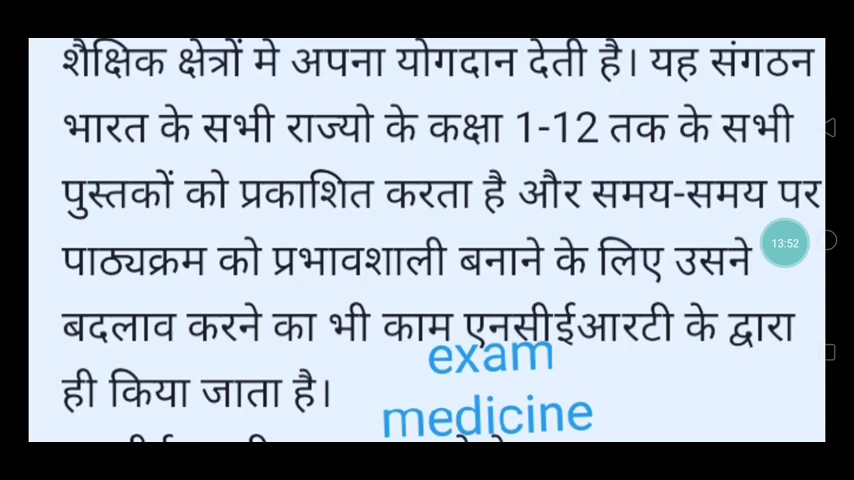 शैक्षिक क्षेत्रों मे अपना योगदान देती है। यह संगठन
भारत के सभी राज्यो के कक्षा 1-12 तक के सभी
पुस्तकों को प्रकाशित करता है और समय-समय पर
पाठ्यक्रम को प्रभावशाली बनाने के लिए उसने
13:52
बदलाव करने का भी काम एनसीईआरटी के द्वारा
exam
ही किया जाता है।
medicine